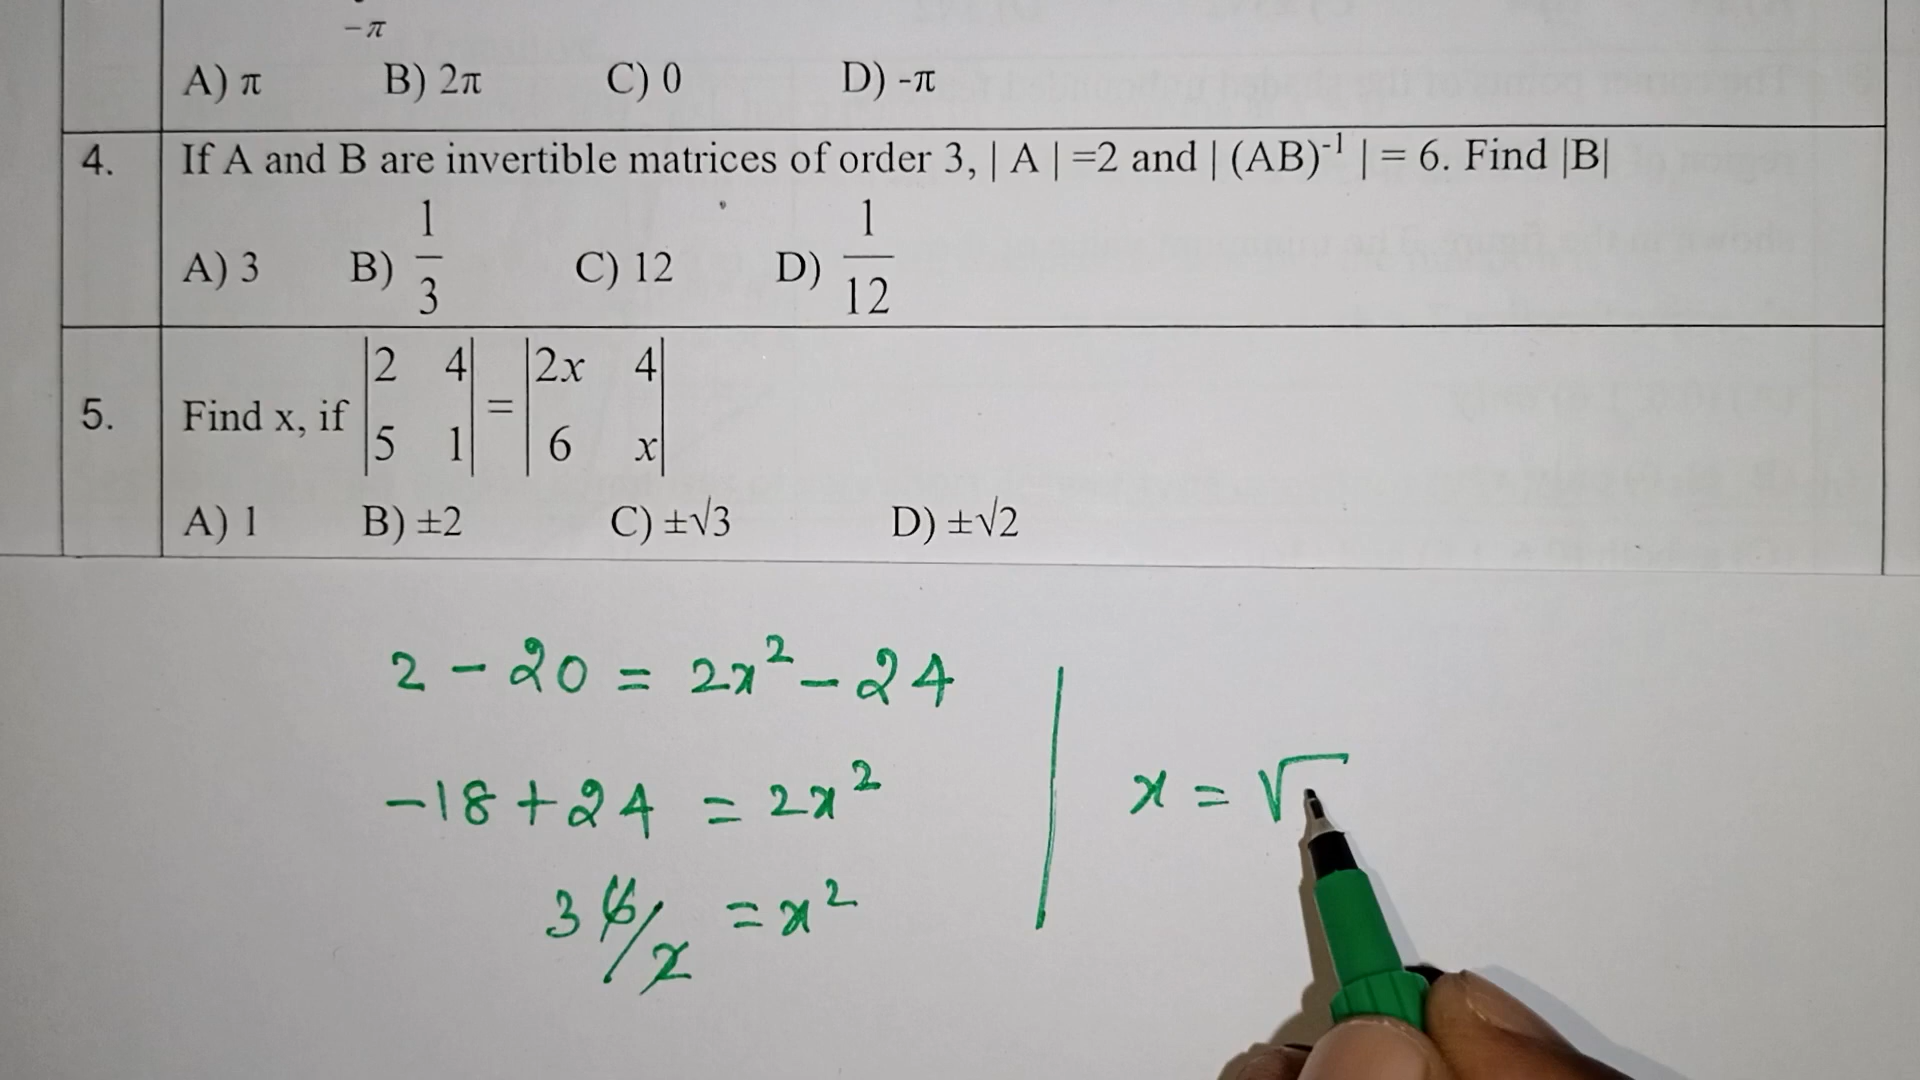 -π
A) π B) 2π C) 0 D) -π
4. If A and B are invertible matrices of order 3, | A | =2 and | (AB)⁻¹ | = 6. Find |B|
A) 3 B) 1/3 C) 12 D) 1/12
5. Find x, if |2 4| = |2x 4|
|5 1| |6 x|
A) 1 B) ±2 C) ±√3 D) ±√2
2 - 20 = 2x² - 24
-18 + 24 = 2x²
x = √
3 6/2 = x²